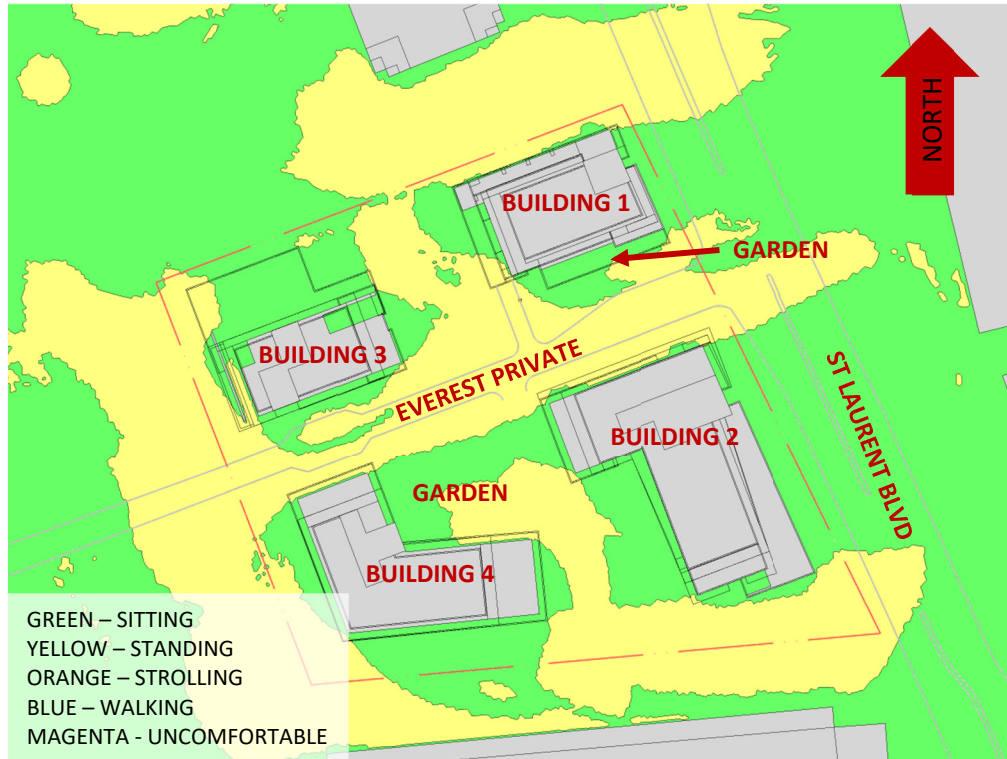 NORTH
BUILDING 1
GARDEN
BUILDING 3
EVEREST PRIVATE
BUILDING 2
ST LAURENT BLVD
GARDEN
BUILDING 4
GREEN – SITTING
YELLOW – STANDING
ORANGE – STROLLING
BLUE – WALKING
MAGENTA - UNCOMFORTABLE